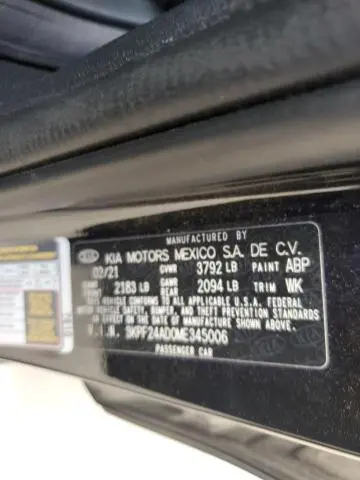 MANUFACTURED BY
KIA KIA MOTORS MEXICO S.A. DE C.V.
02/21 GVWR 3792 LB PAINT ABP
GAWR FRONT 2183 LB GAWR REAR 2094 LB TRIM WK
THIS VEHICLE CONFORMS TO ALL APPLICABLE U.S.A. FEDERAL
MOTOR VEHICLE SAFETY, BUMPER, AND THEFT PREVENTION STANDARDS
IN EFFECT ON THE DATE OF MANUFACTURE SHOWN ABOVE.
V.I.N. 3KPF24AD0ME345006
PASSENGER CAR